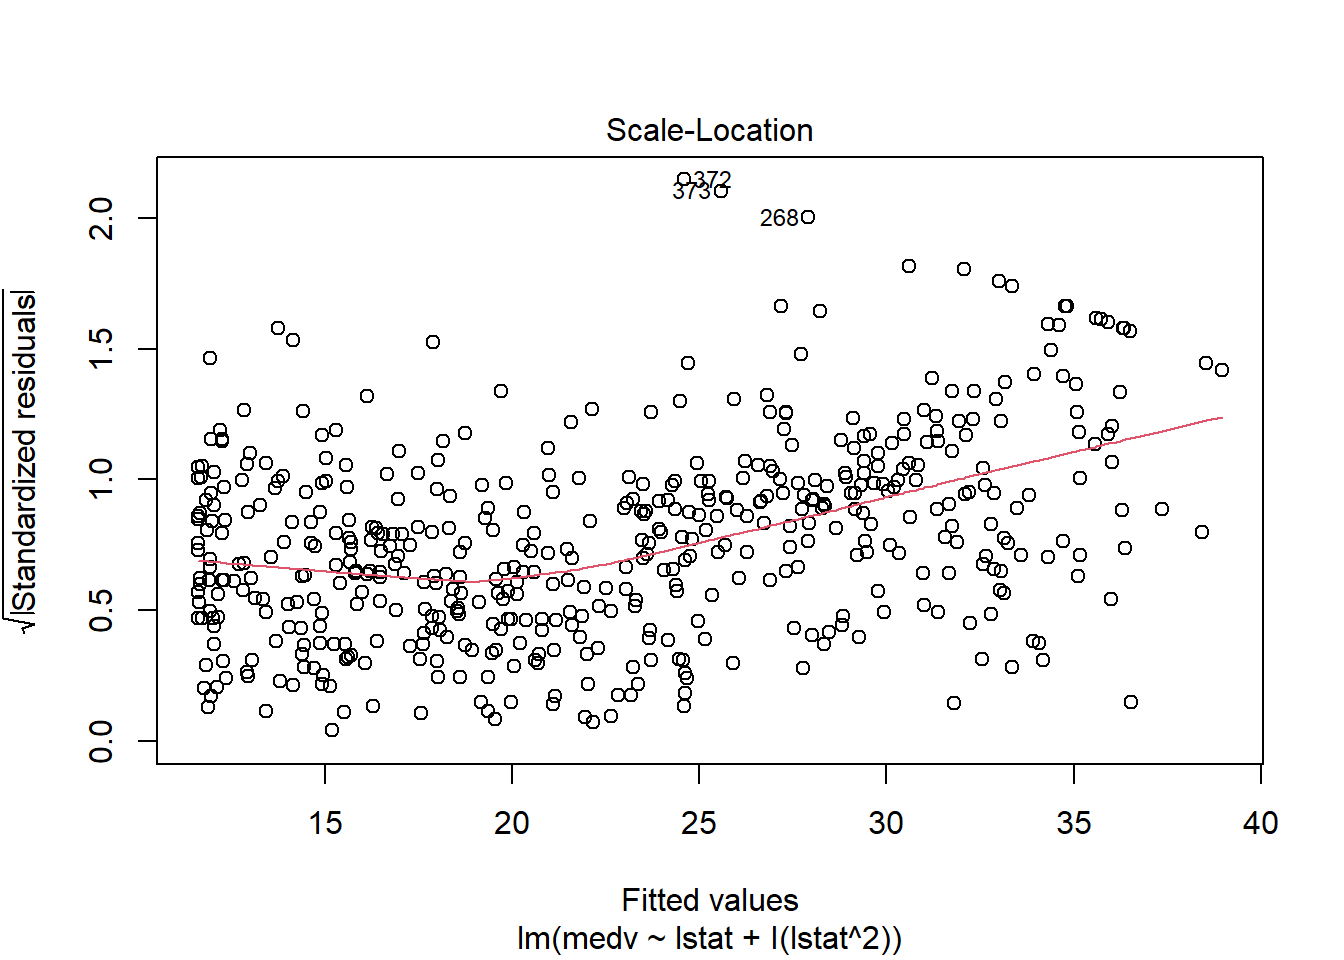 Scale-Location
372
373
268
√|Standardized residuals|
0.0 0.5 1.0 1.5 2.0
15 20 25 30 35 40
Fitted values
lm(medv ~ lstat + I(lstat^2))